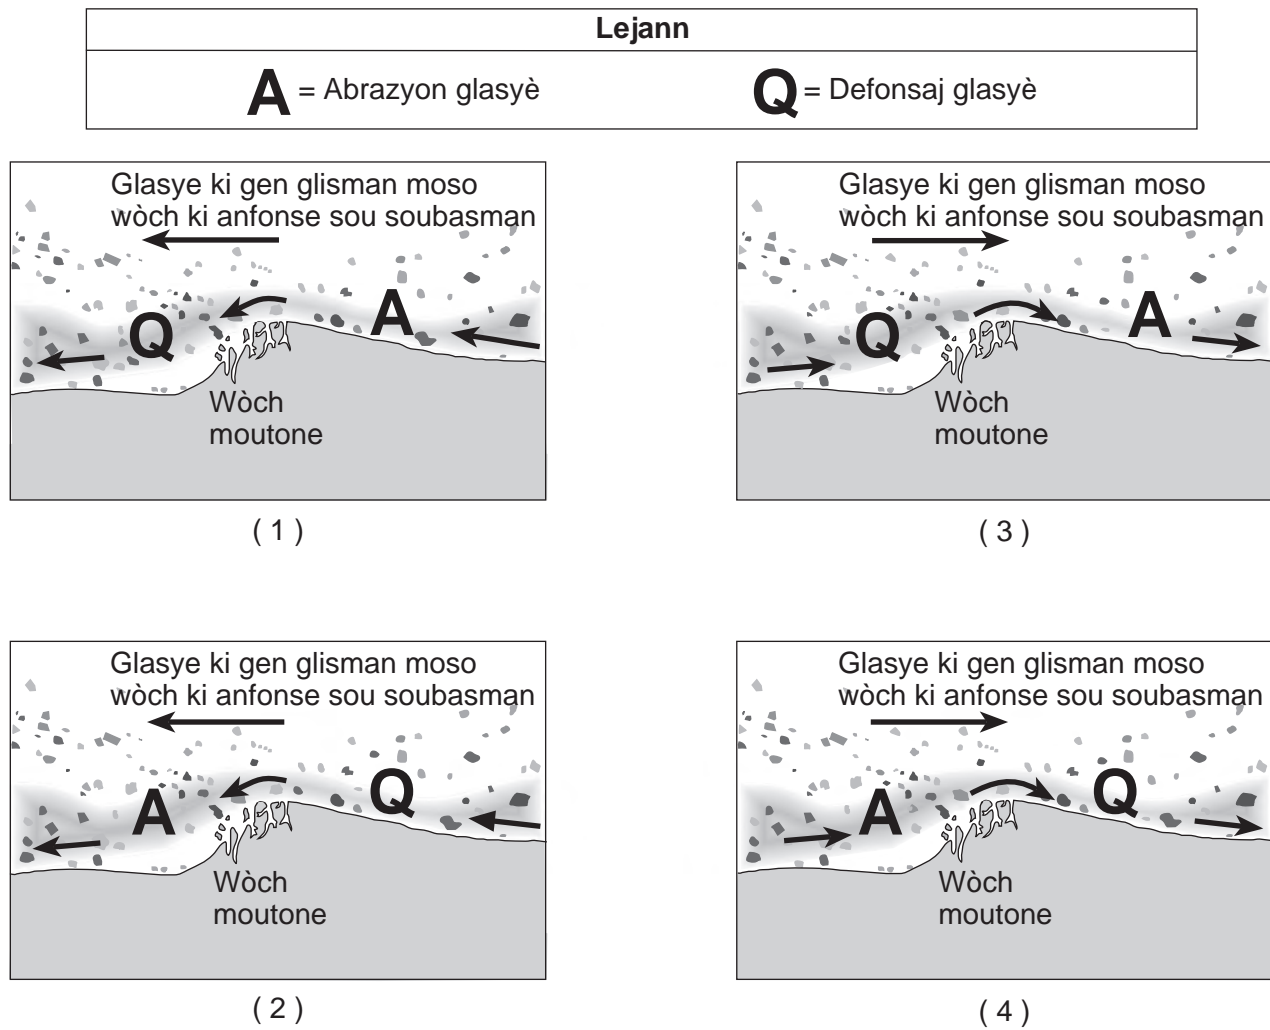 Lejann
A = Abrazyon glasyè
Q = Defonsaj glasyè
Glasye ki gen glisman moso
wòch ki anfonse sou soubasman
Q
A
Wòch
moutone
( 1 )
Glasye ki gen glisman moso
wòch ki anfonse sou soubasman
Q
A
Wòch
moutone
( 3 )
Glasye ki gen glisman moso
wòch ki anfonse sou soubasman
A
Q
Wòch
moutone
( 2 )
Glasye ki gen glisman moso
wòch ki anfonse sou soubasman
A
Q
Wòch
moutone
( 4 )